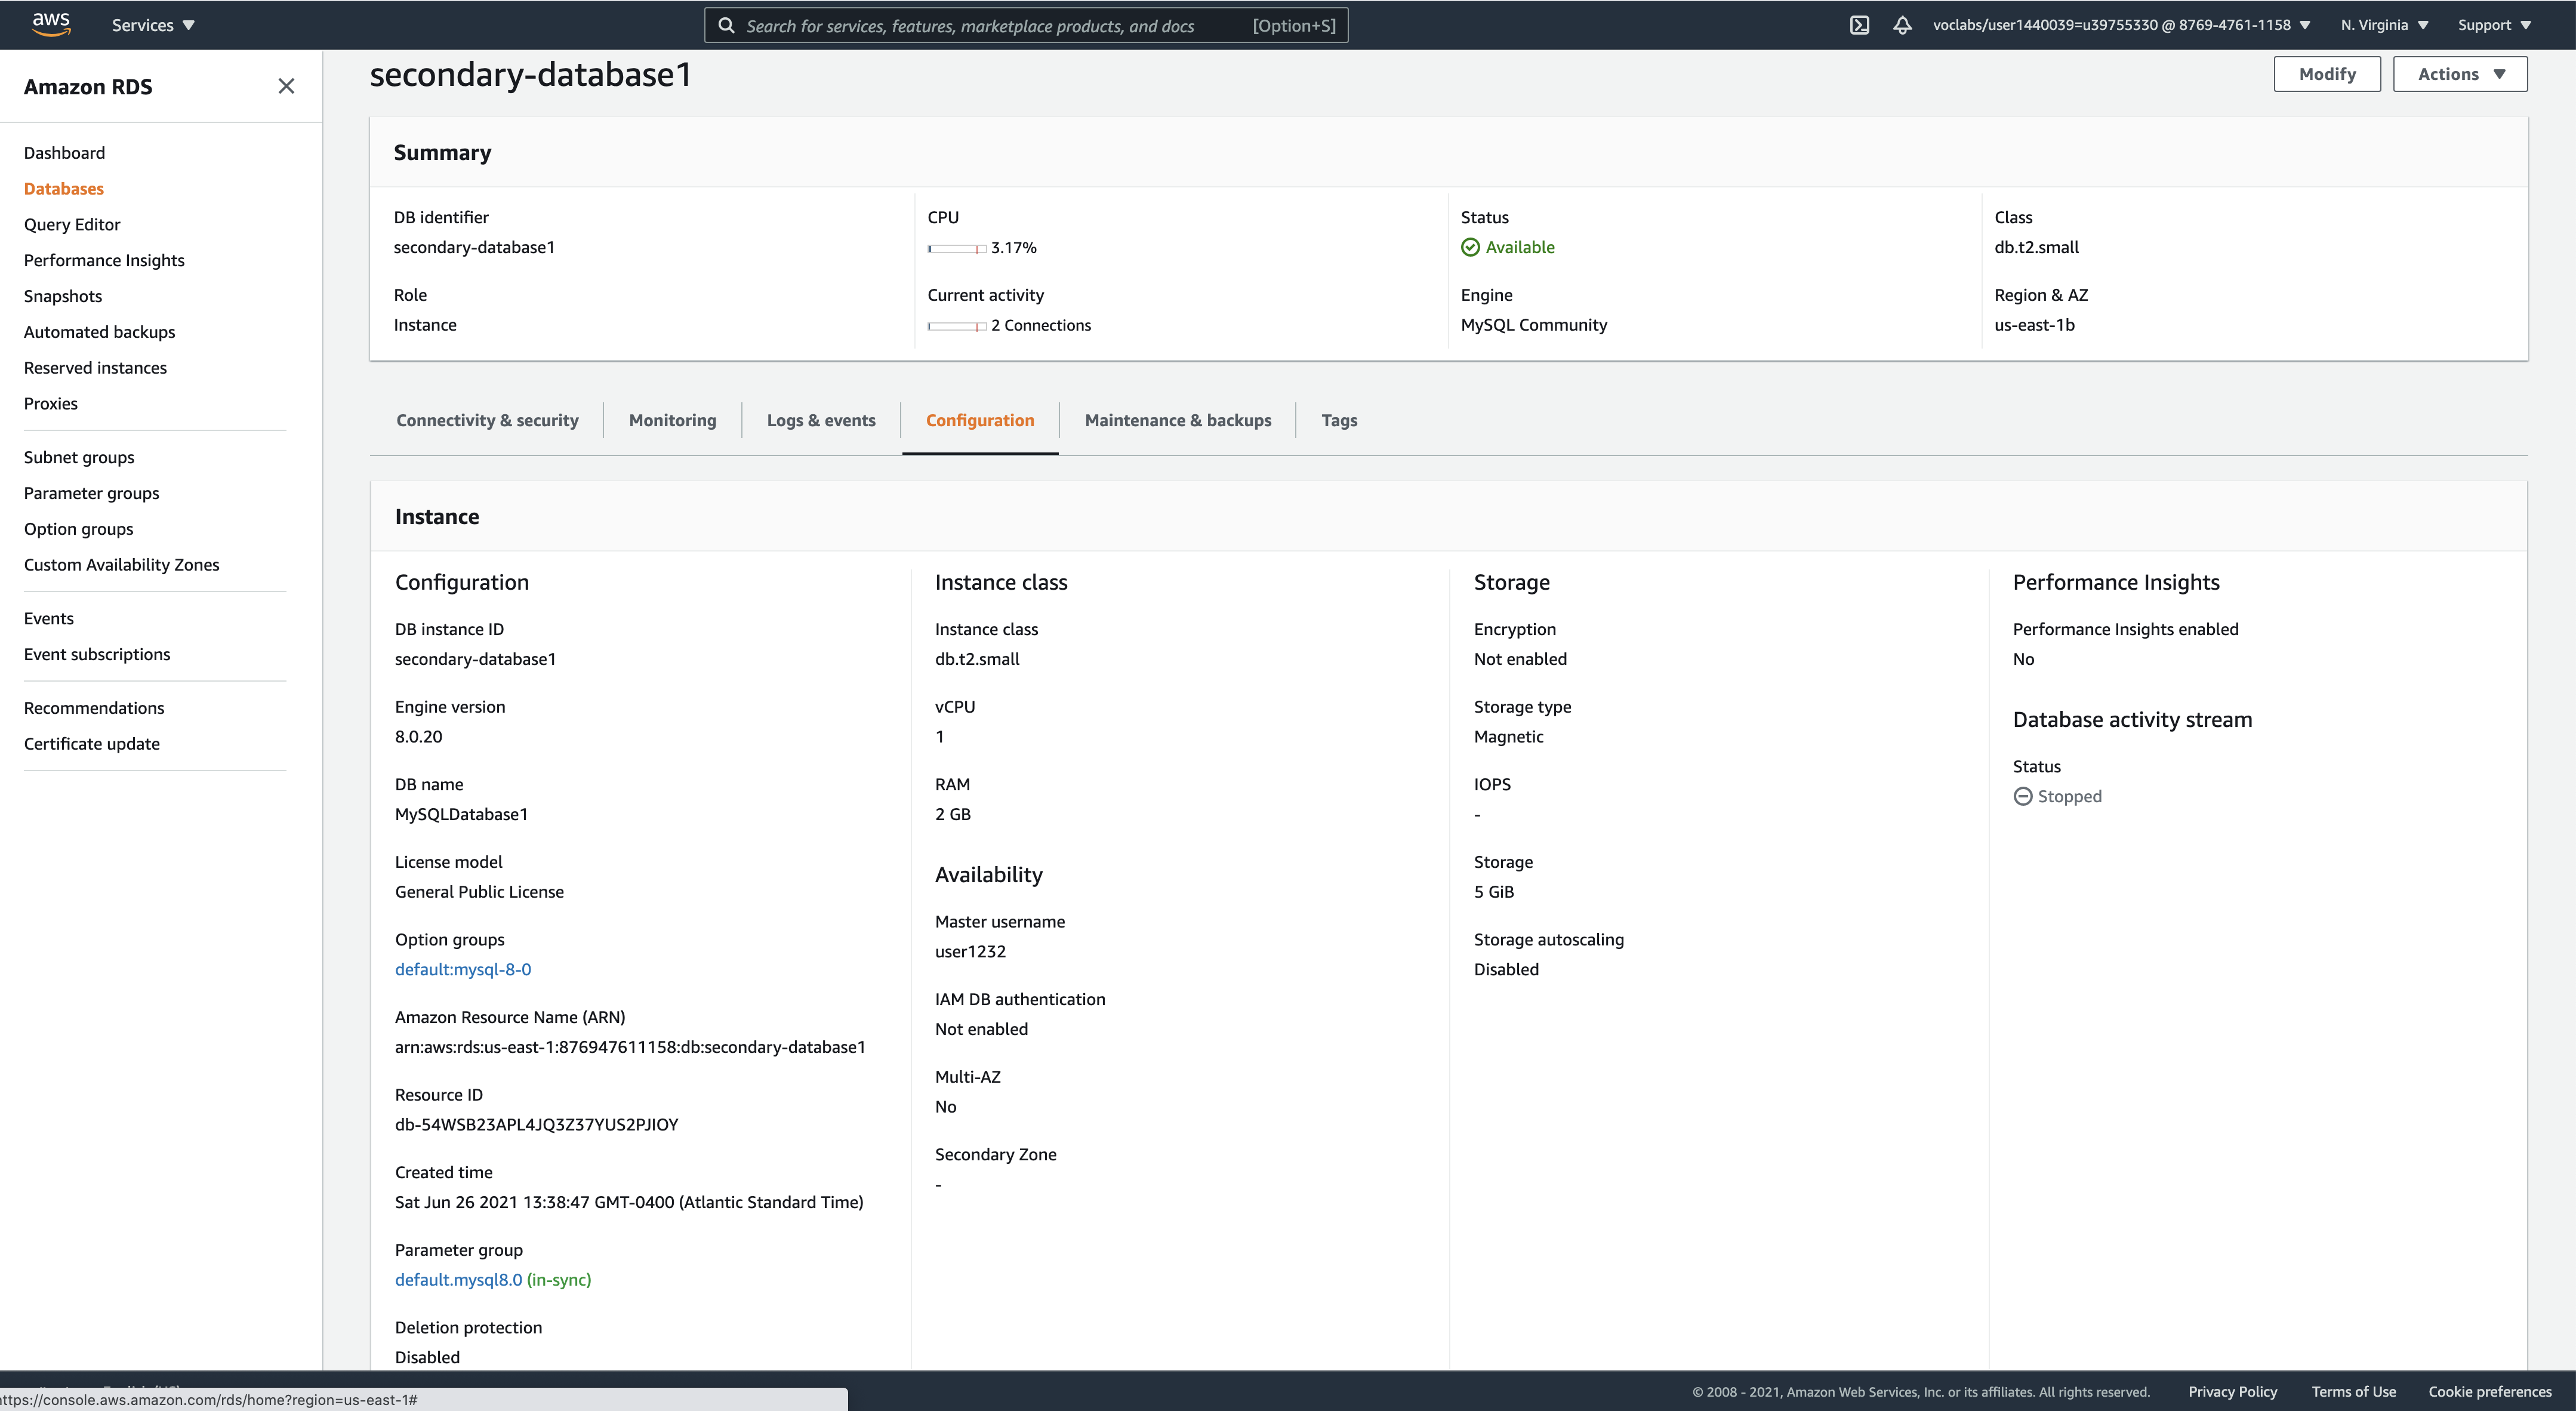 aws
Services
Search for services, features, marketplace products, and docs
[Option+S]
voclabs/user1440039=u39755330 @ 8769-4761-1158
N. Virginia
Support
Amazon RDS
Dashboard
Databases
Query Editor
Performance Insights
Snapshots
Automated backups
Reserved instances
Proxies
Subnet groups
Parameter groups
Option groups
Custom Availability Zones
Events
Event subscriptions
Recommendations
Certificate update
secondary-database1
Modify
Actions
Summary
DB identifier
secondary-database1
Role
Instance
CPU
3.17%
Current activity
2 Connections
Status
Available
Engine
MySQL Community
Class
db.t2.small
Region & AZ
us-east-1b
Connectivity & security
Monitoring
Logs & events
Configuration
Maintenance & backups
Tags
Instance
Configuration
DB instance ID
secondary-database1
Engine version
8.0.20
DB name
MySQLDatabase1
License model
General Public License
Option groups
default:mysql-8-0
Amazon Resource Name (ARN)
arn:aws:rds:us-east-1:876947611158:db:secondary-database1
Resource ID
db-54WSB23APL4JQ3Z37YUS2PJIOY
Created time
Sat Jun 26 2021 13:38:47 GMT-0400 (Atlantic Standard Time)
Parameter group
default.mysql8.0 (in-sync)
Deletion protection
Disabled
Instance class
Instance class
db.t2.small
vCPU
1
RAM
2 GB
Availability
Master username
user1232
IAM DB authentication
Not enabled
Multi-AZ
No
Secondary Zone
-
Storage
Encryption
Not enabled
Storage type
Magnetic
IOPS
-
Storage
5 GiB
Storage autoscaling
Disabled
Performance Insights
Performance Insights enabled
No
Database activity stream
Status
Stopped
https://console.aws.amazon.com/rds/home?region=us-east-1#
© 2008 - 2021, Amazon Web Services, Inc. or its affiliates. All rights reserved.
Privacy Policy
Terms of Use
Cookie preferences